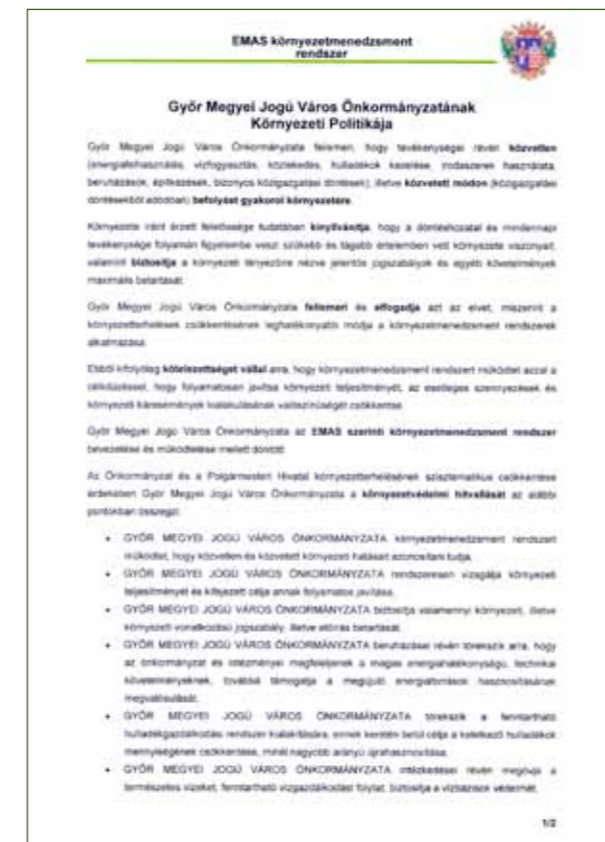 EMAS környezetmenedzsment
rendszer
Győr Megyei Jogú Város Önkormányzatának
Környezeti Politikája
Győr Megyei Jogú Város Önkormányzata felismeri, hogy tevékenységei révén közvetlen
(energiafelhasználás, vízfogyasztás, közlekedés, hulladékok kezelése, irodaszerek használata,
beruházások, építkezések, bizonyos közigazgatási döntések), illetve közvetett módon (közigazgatási
döntésekből adódóan) befolyást gyakorol környezetére.
Környezete iránt érzett felelőssége tudatában kinyilvánítja, hogy a döntéshozatal és mindennapi
tevékenysége folyamán figyelembe veszi szűkebb és tágabb értelemben vett környezete viszonyait,
valamint biztosítja a környezeti tényezőire nézve jelentős jogszabályok és egyéb követelmények
maximális betartását.
Győr Megyei Jogú Város Önkormányzata felismeri és elfogadja azt az elvet, miszerint a
környezetterhelések csökkentésének leghatékonyabb módja a környezetmenedzsment rendszerek
alkalmazása.
Ebből kifolyólag kötelezettséget vállal arra, hogy környezetmenedzsment rendszert működtet azzal a
célkitűzéssel, hogy folyamatosan javítsa környezeti teljesítményét, az esetleges szennyezések és
környezeti káresemények kialakulásának valószínűségét csökkentse.
Győr Megyei Jogú Város Önkormányzata az EMAS szerinti környezetmenedzsment rendszer
bevezetése és működtetése mellett döntött.
Az Önkormányzat és a Polgármesteri Hivatal környezetterhelésének szisztematikus csökkentése
érdekében Győr Megyei Jogú Város Önkormányzata a környezetvédelmi hitvallását az alábbi
pontokban összegzi:
• GYŐR MEGYEI JOGÚ VÁROS ÖNKORMÁNYZATA környezetmenedzsment rendszert
működtet, hogy közvetlen és közvetett környezeti hatásait azonosítani tudja,
• GYŐR MEGYEI JOGÚ VÁROS ÖNKORMÁNYZATA rendszeresen vizsgálja környezeti
teljesítményét és kifejezett célja annak folyamatos javítása,
• GYŐR MEGYEI JOGÚ VÁROS ÖNKORMÁNYZATA biztosítja valamennyi környezeti, illetve
környezeti vonatkozású jogszabály, illetve előírás betartását.
• GYŐR MEGYEI JOGÚ VÁROS ÖNKORMÁNYZATA beruházásai révén törekszik arra, hogy
az önkormányzat és intézményei megfeleljenek a magas energiahatékonyságú, technikai
követelményeknek, továbbá támogatja a megújuló energiaforrások hasznosításának
megvalósulását,
• GYŐR MEGYEI JOGÚ VÁROS ÖNKORMÁNYZATA törekszik a fenntartható
hulladékgazdálkodás rendszer kialakítására, ennek keretén belül célja a keletkező hulladékok
mennyiségének csökkentése, minél nagyobb arányú újrahasznosítása.
• GYŐR MEGYEI JOGÚ VÁROS ÖNKORMÁNYZATA intézkedései révén megóvja a
természetes vizeket, fenntartható vízgazdálkodást folytat, biztosítja a vízbázisok védelmét,
1/2